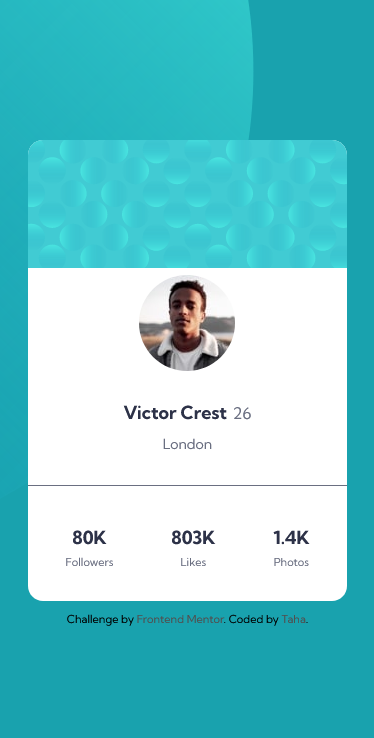 Victor Crest 26
London
80K 803K 1.4K
Followers Likes Photos
Challenge by Frontend Mentor. Coded by Taha.